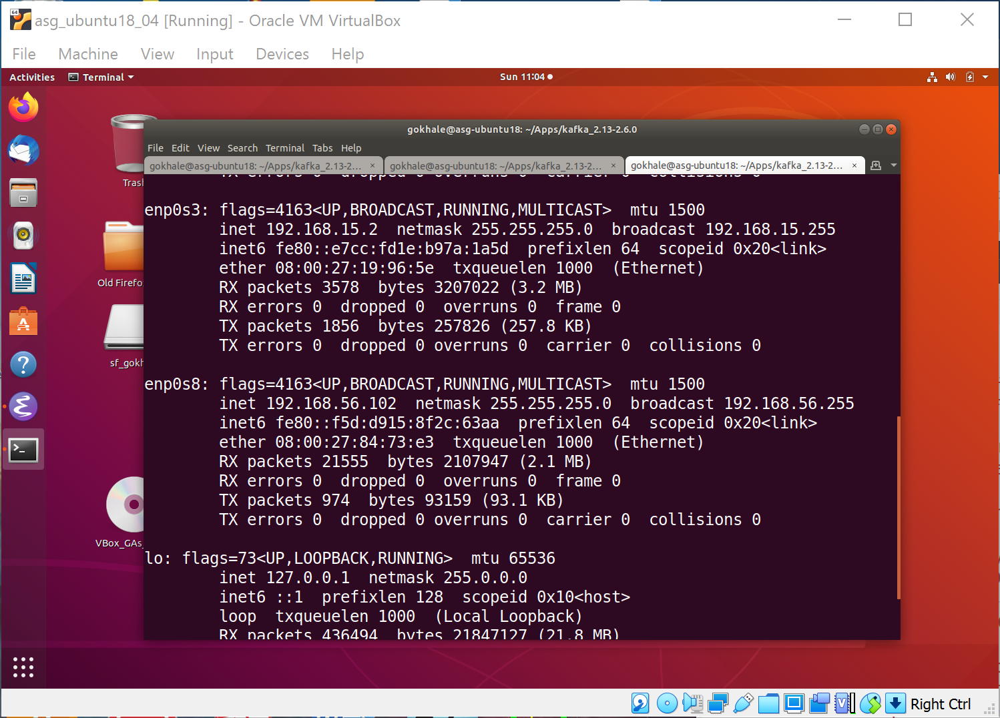 64
asg_ubuntu18_04 [Running] - Oracle VM VirtualBox
File Machine View Input Devices Help
Activities Terminal Sun 11:04
Trash
Old Firefo
sf_gokh
VBox_GAs_
gokhale@asg-ubuntu18: ~/Apps/kafka_2.13-2.6.0
File Edit View Search Terminal Tabs Help
gokhale@asg-ubuntu18: ~/Apps/kafka_2.13-2... × gokhale@asg-ubuntu18: ~/Apps/kafka_2.13-2... × gokhale@asg-ubuntu18: ~/Apps/kafka_2.13-2... ×
TX errors 0 dropped 0 overruns 0 carrier 0 collisions 0
enp0s3: flags=4163<UP,BROADCAST,RUNNING,MULTICAST> mtu 1500
inet 192.168.15.2 netmask 255.255.255.0 broadcast 192.168.15.255
inet6 fe80::e7cc:fd1e:b97a:1a5d prefixlen 64 scopeid 0x20<link>
ether 08:00:27:19:96:5e txqueuelen 1000 (Ethernet)
RX packets 3578 bytes 3207022 (3.2 MB)
RX errors 0 dropped 0 overruns 0 frame 0
TX packets 1856 bytes 257826 (257.8 KB)
TX errors 0 dropped 0 overruns 0 carrier 0 collisions 0
enp0s8: flags=4163<UP,BROADCAST,RUNNING,MULTICAST> mtu 1500
inet 192.168.56.102 netmask 255.255.255.0 broadcast 192.168.56.255
inet6 fe80::f5d:d915:8f2c:63aa prefixlen 64 scopeid 0x20<link>
ether 08:00:27:84:73:e3 txqueuelen 1000 (Ethernet)
RX packets 21555 bytes 2107947 (2.1 MB)
RX errors 0 dropped 0 overruns 0 frame 0
TX packets 974 bytes 93159 (93.1 KB)
TX errors 0 dropped 0 overruns 0 carrier 0 collisions 0
lo: flags=73<UP,LOOPBACK,RUNNING> mtu 65536
inet 127.0.0.1 netmask 255.0.0.0
inet6 ::1 prefixlen 128 scopeid 0x10<host>
loop txqueuelen 1000 (Local Loopback)
RX packets 436494 bytes 21847127 (21.8 MB)
Right Ctrl